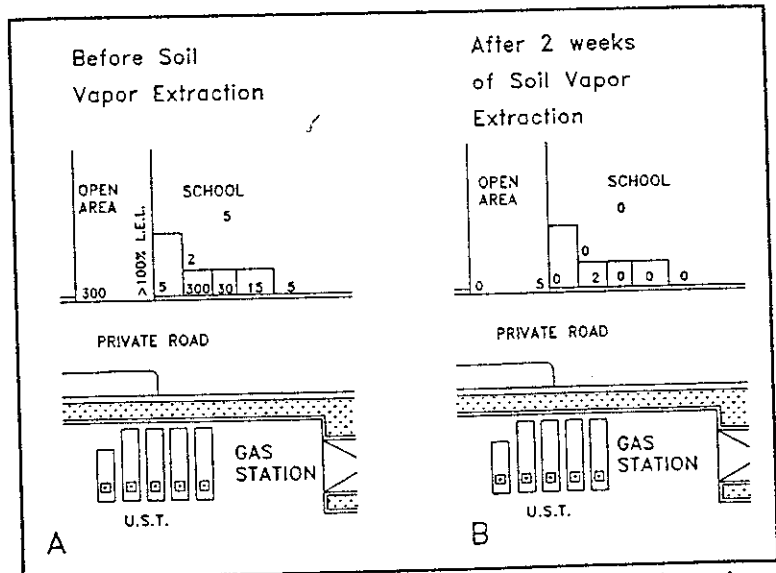 Before Soil
Vapor Extraction
OPEN
AREA
>100% L.E.L.
SCHOOL
5
2
300
5
300
30
15
5
PRIVATE ROAD
GAS
STATION
U.S.T.
A
After 2 weeks
of Soil Vapor
Extraction
OPEN
AREA
SCHOOL
0
0
0
5
0
2
0
0
0
PRIVATE ROAD
GAS
STATION
U.S.T.
B